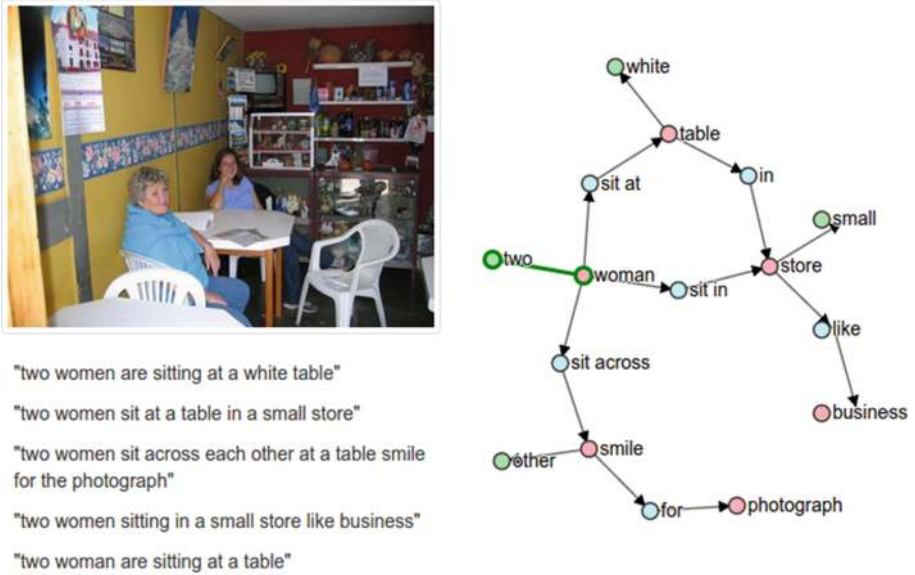 "two women are sitting at a white table"
"two women sit at a table in a small store"
"two women sit across each other at a table smile
for the photograph"
"two women sitting in a small store like business"
"two woman are sitting at a table"
white
table
sit at
in
small
two
woman
sit in
store
like
sit across
business
smile
other
for
photograph